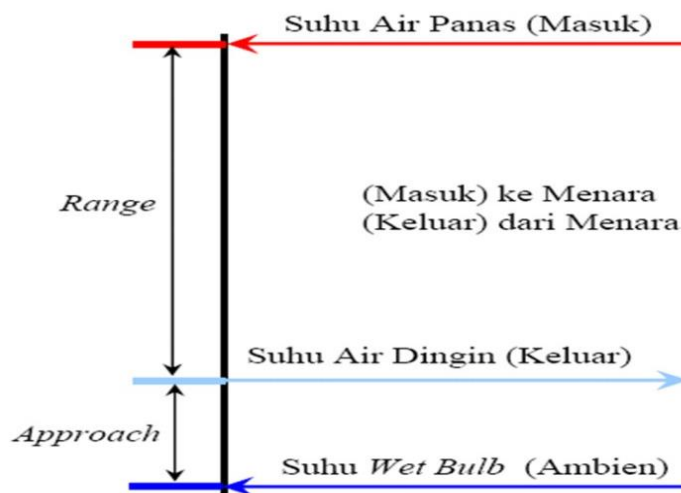 Suhu Air Panas (Masuk)
Range
(Masuk) ke Menara
(Keluar) dari Menara
Suhu Air Dingin (Keluar)
Approach
Suhu Wet Bulb (Ambien)